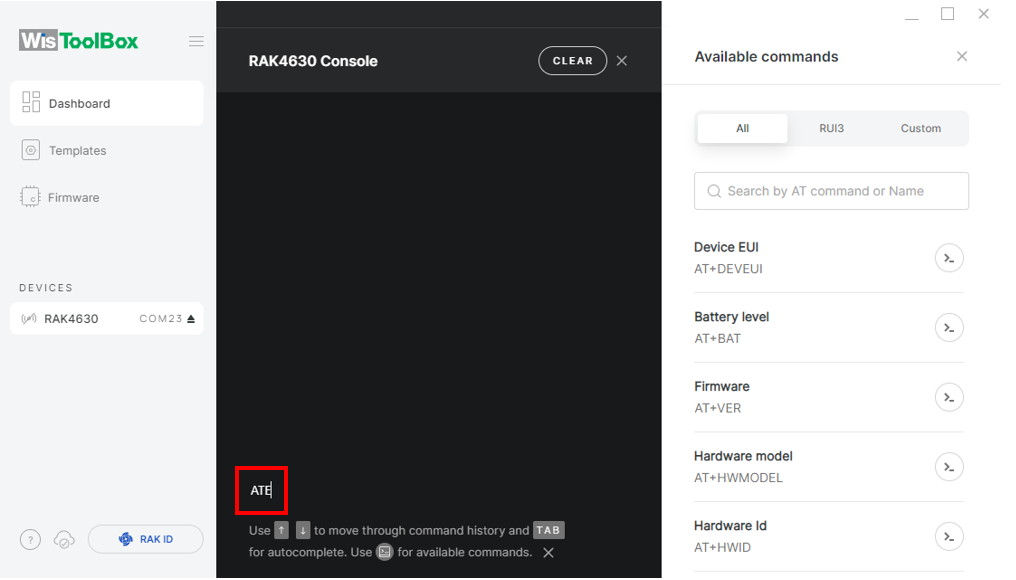 WisToolBox
Dashboard
Templates
Firmware
DEVICES
RAK4630 COM23
? RAK ID
RAK4630 Console CLEAR
ATE
Use ↑ ↓ to move through command history and TAB
for autocomplete. Use for available commands.
Available commands
All RUI3 Custom
Search by AT command or Name
Device EUI
AT+DEVEUI
Battery level
AT+BAT
Firmware
AT+VER
Hardware model
AT+HWMODEL
Hardware Id
AT+HWID